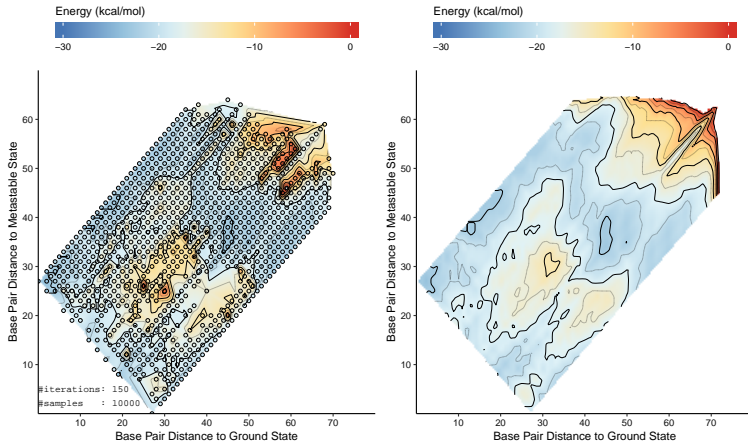 Energy (kcal/mol)
−30 −20 −10 0
Base Pair Distance to Metastable State
60
50
40
30
20
10
#iterations: 150
#samples : 10000
10 20 30 40 50 60 70
Base Pair Distance to Ground State
Energy (kcal/mol)
−30 −20 −10 0
Base Pair Distance to Metastable State
60
50
40
30
20
10
10 20 30 40 50 60 70
Base Pair Distance to Ground State